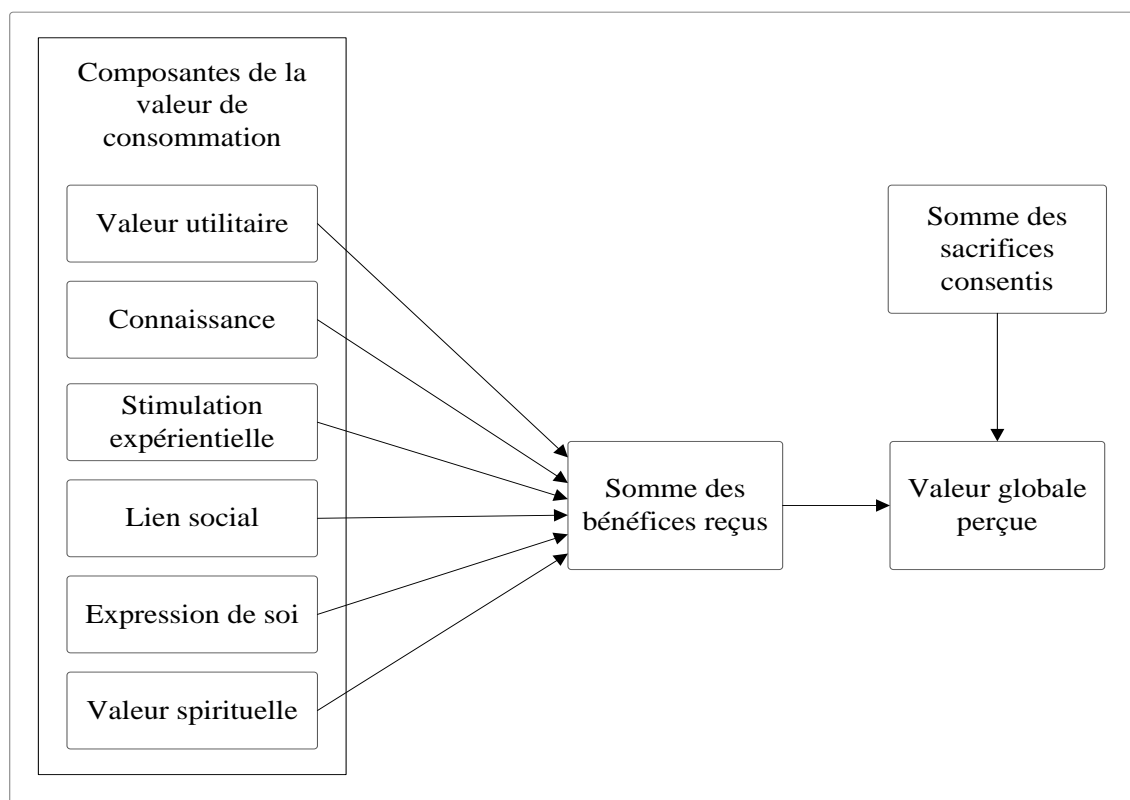 Composantes de la
valeur de
consommation
Valeur utilitaire
Connaissance
Stimulation
expérientielle
Lien social
Expression de soi
Valeur spirituelle
Somme des
bénéfices reçus
Somme des
sacrifices
consentis
Valeur globale
perçue